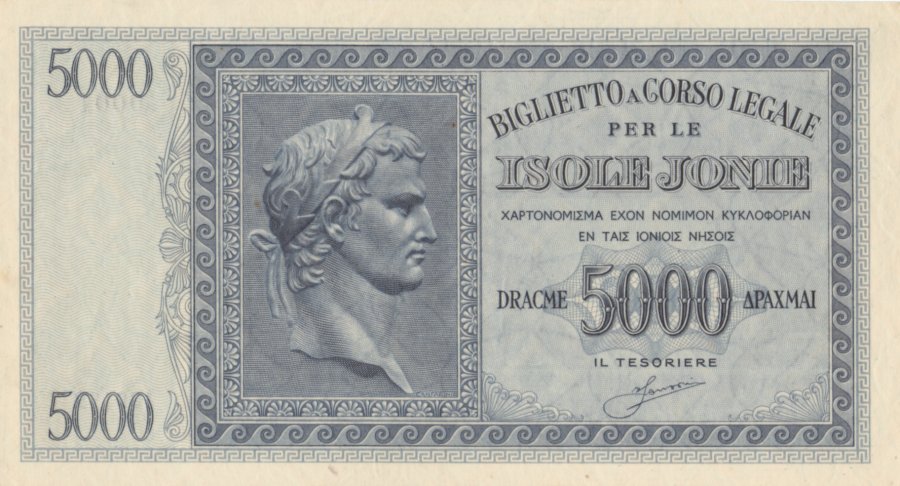 5000
BIGLIETTO A CORSO LEGALE
PER LE
ISOLE JONIE
ΧΑΡΤΟΝΟΜΙΣΜΑ ΕΧΟΝ ΝΟΜΙΜΟΝ ΚΥΚΛΟΦΟΡΙΑΝ
ΕΝ ΤΑΙΣ ΙΟΝΙΟΙΣ ΝΗΣΟΙΣ
DRACME 5000 ΔΡΑΧΜΑΙ
IL TESORIERE
5000